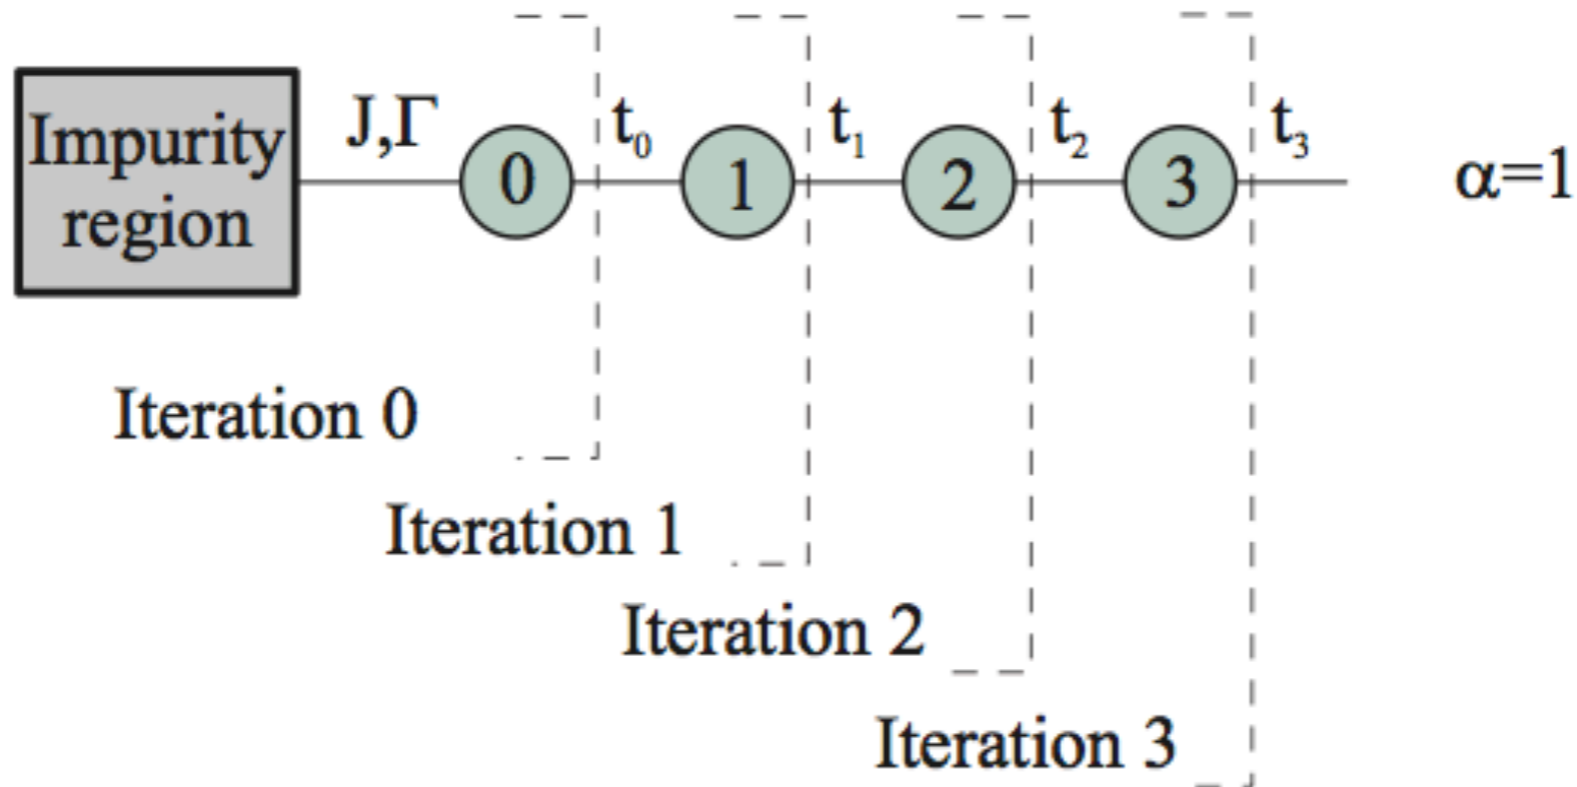 Impurity
region
J,Γ
0
t₀
1
t₁
2
t₂
3
t₃
α=1
Iteration 0
Iteration 1
Iteration 2
Iteration 3